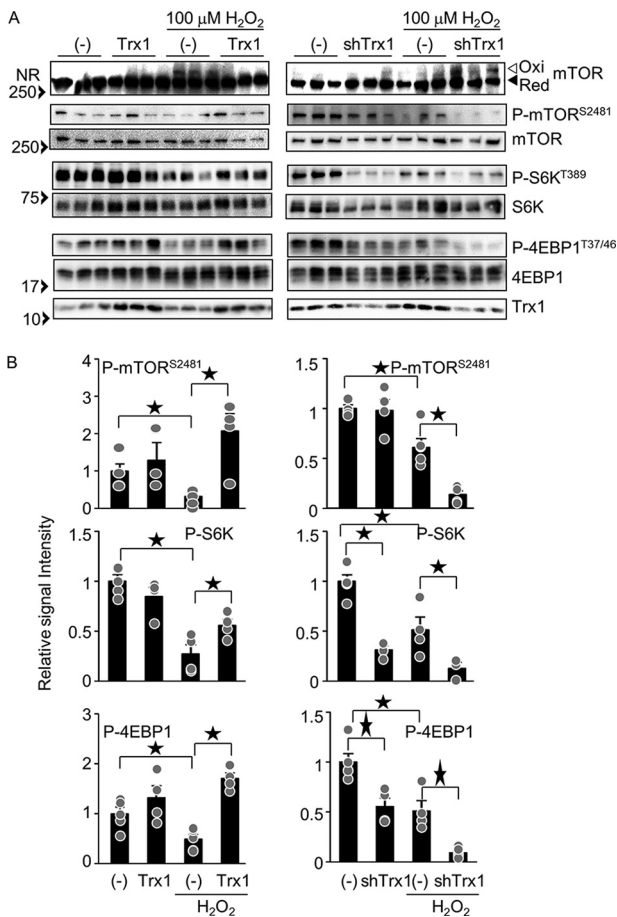 A
100 μM H₂O₂
100 μM H₂O₂
(-) Trx1 (-) Trx1
(-) shTrx1 (-) shTrx1
NR
Oxi
Red
mTOR
250
P-mTORS2481
250
mTOR
P-S6KT389
75
S6K
P-4EBP1T37/46
17
4EBP1
10
Trx1
B
Relative signal Intensity
P-mTORS2481
4
3
2
1
0
P-mTORS2481
1.5
1
0.5
0
P-S6K
1.5
1
0.5
0
P-S6K
1.5
1
0.5
0
P-4EBP1
3
2
1
0
P-4EBP1
1.5
1
0.5
0
(-) Trx1 (-) Trx1
H₂O₂
(-) shTrx1 (-) shTrx1
H₂O₂